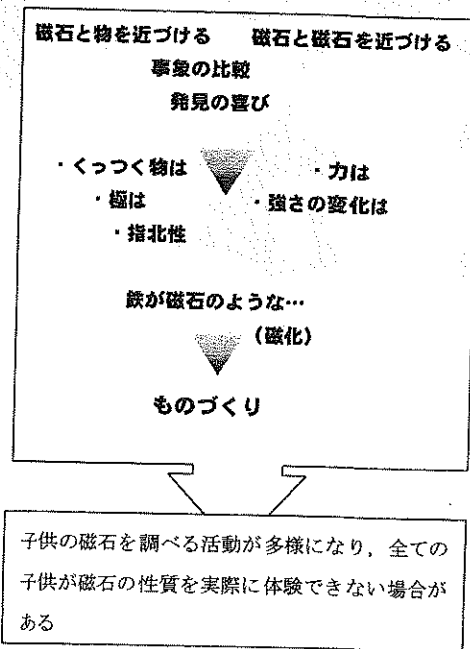 磁石と物を近づける　磁石と磁石を近づける
事象の比較
発見の喜び
・くっつく物は　・力は
・極は　・強さの変化は
・指北性
鉄が磁石のような…
（磁化）
ものづくり
子供の磁石を調べる活動が多様になり，全ての
子供が磁石の性質を実際に体験できない場合が
ある